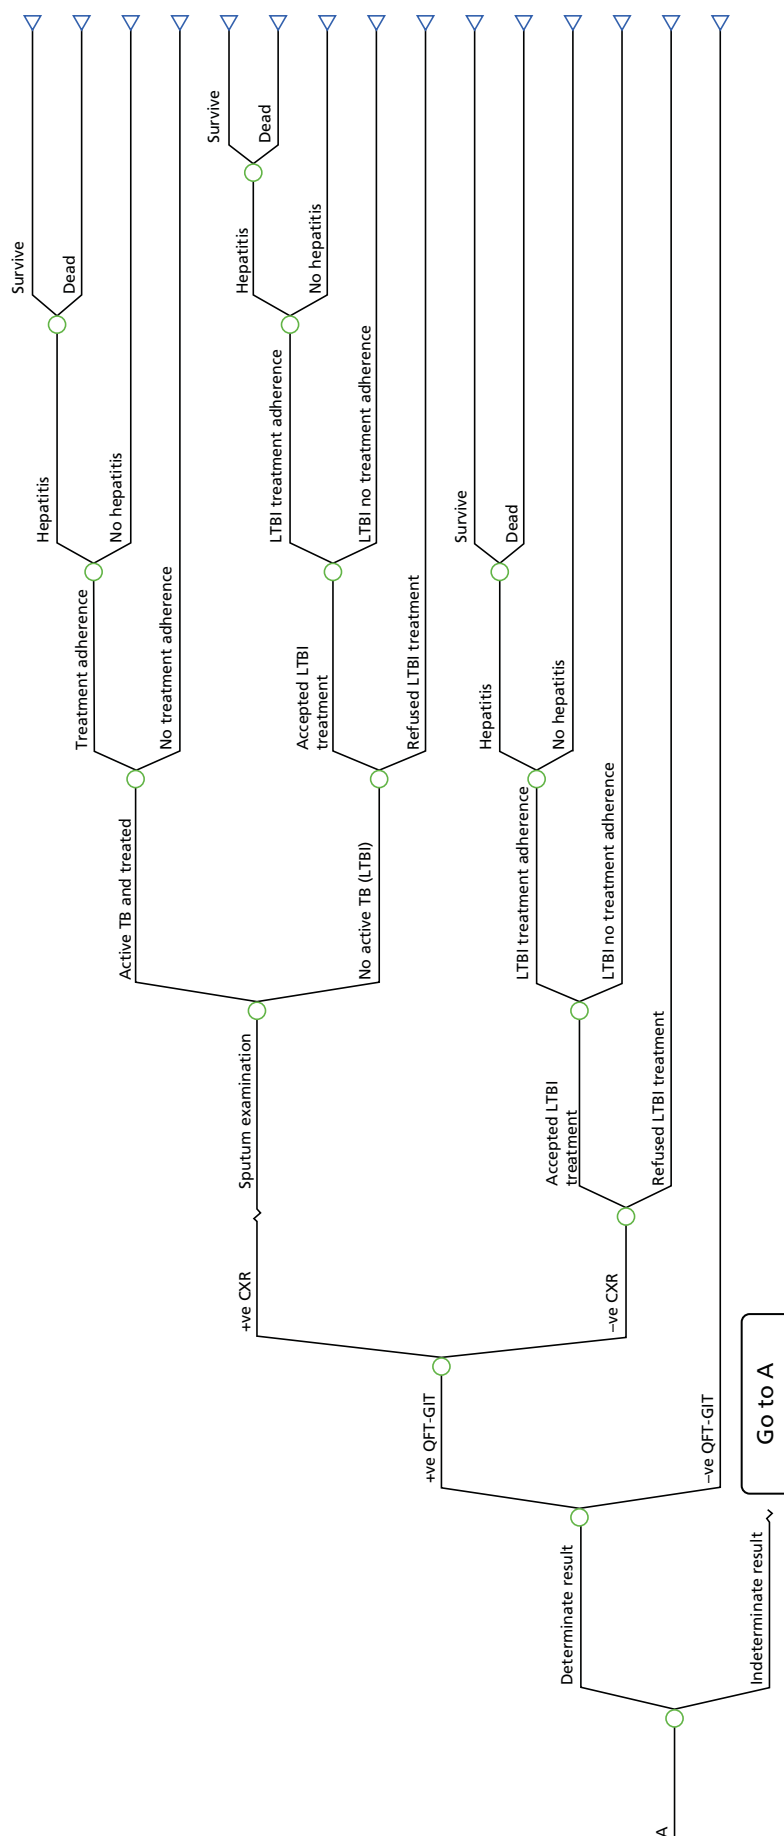 A
Determinate result
Indeterminate result
Go to A
+ve QFT-GIT
–ve QFT-GIT
+ve CXR
–ve CXR
Sputum examination
Active TB and treated
No active TB (LTBI)
Treatment adherence
No treatment adherence
Hepatitis
No hepatitis
Survive
Dead
Accepted LTBI
treatment
Refused LTBI treatment
LTBI treatment adherence
LTBI no treatment adherence
Hepatitis
No hepatitis
Survive
Dead
Accepted LTBI
treatment
Refused LTBI treatment
LTBI treatment adherence
LTBI no treatment adherence
Hepatitis
No hepatitis
Survive
Dead